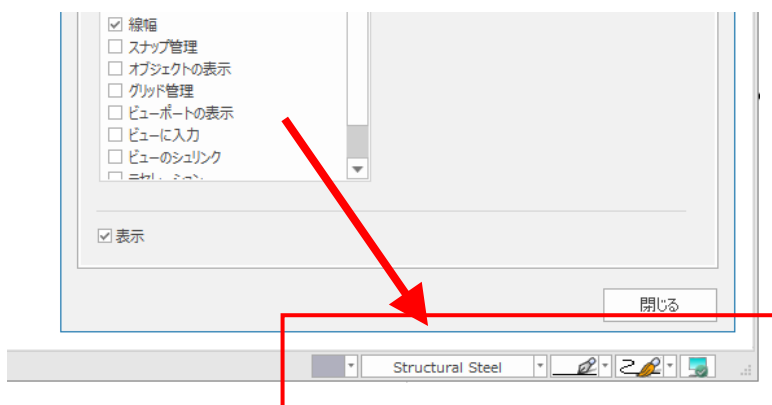 線幅
スナップ管理
オブジェクトの表示
グリッド管理
ビューポートの表示
ビューに入力
ビューのシュリンク
表示
閉じる
Structural Steel